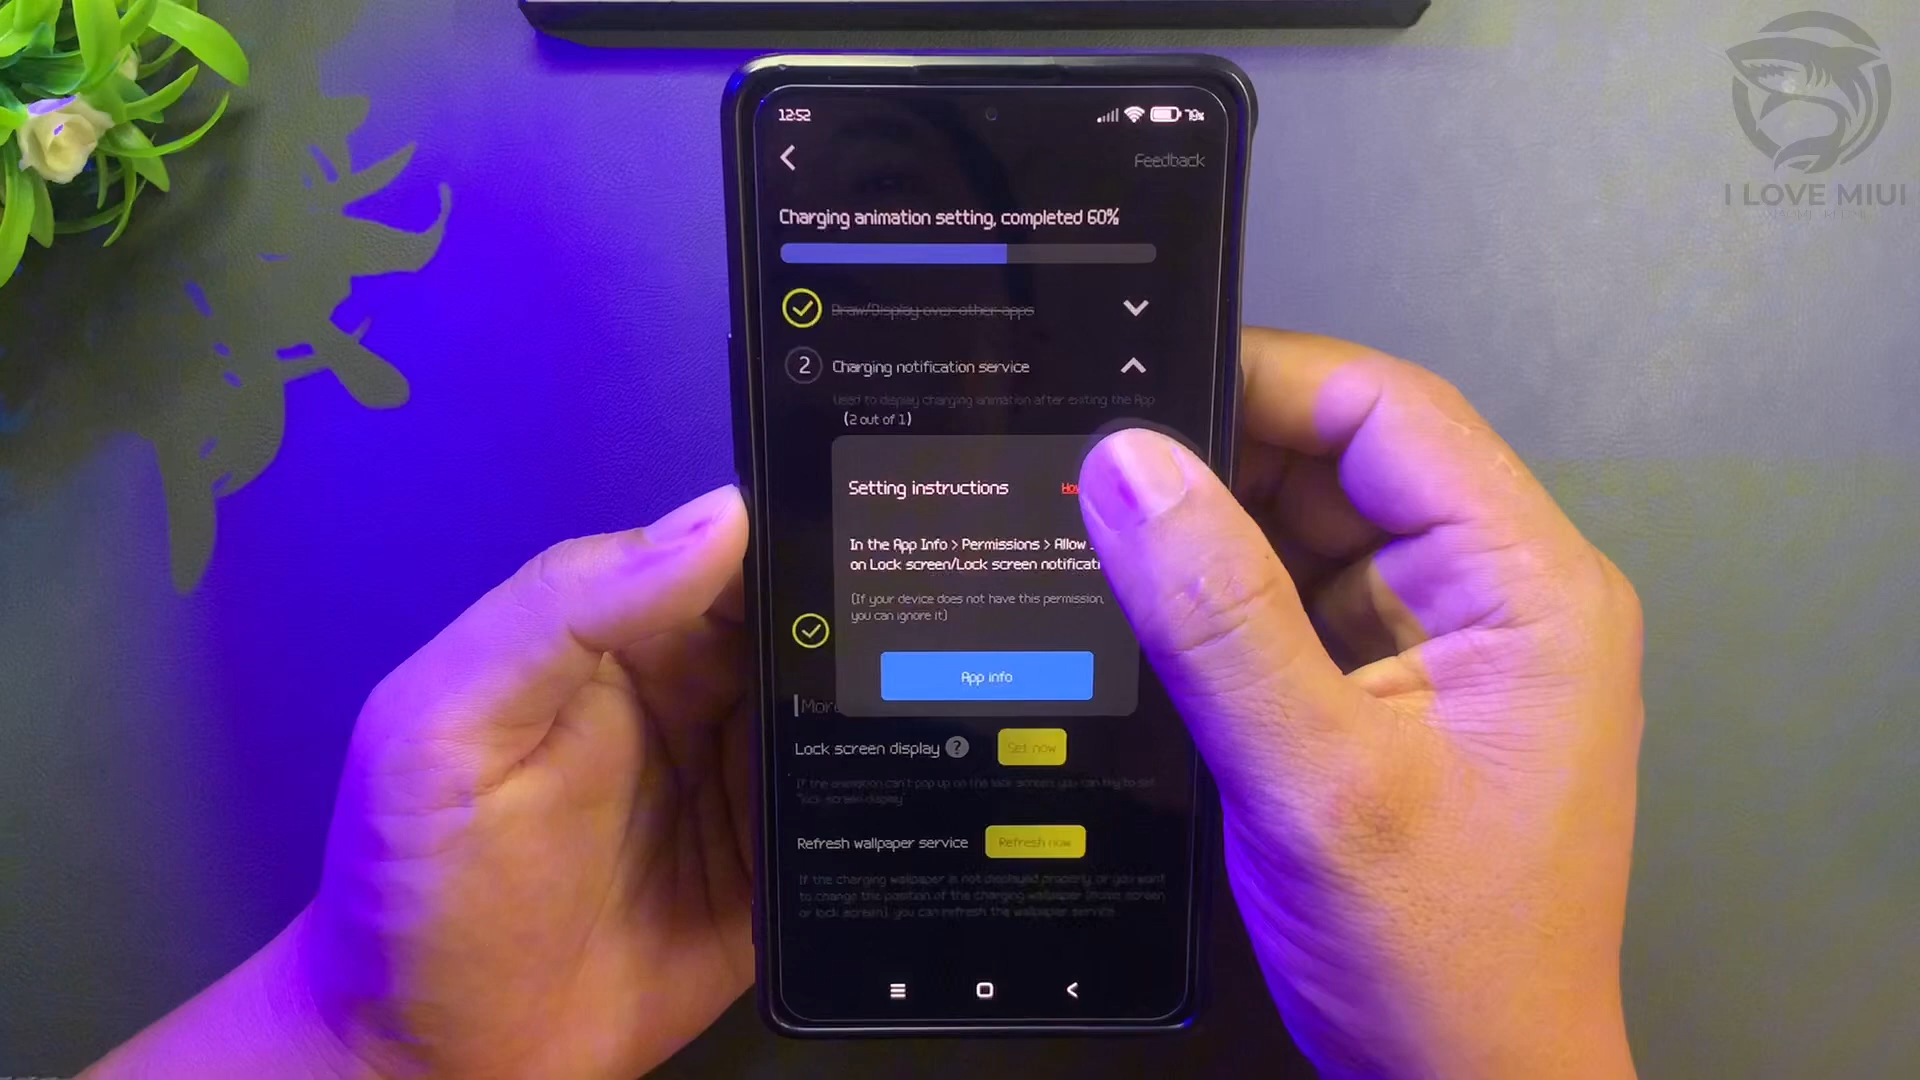 I LOVE MIUI
12:52
79%
Feedback
Charging animation setting, completed 60%
Draw/Display over other apps
2
Charging notification service
Used to display charging animation after exiting the App
(2 out of 1)
Setting instructions
In the App Info > Permissions > Allow
on Lock screen/Lock screen
(If your device does not have this permission,
you can ignore it)
App info
Lock screen display ?
Set now
If the animation can't pop up on the lock screen, you can try to set
"lock screen display"
Refresh wallpaper service
Refresh now
If the charging wallpaper is not displayed properly, or you want
to change the position of the charging wallpaper (home screen
or lock screen), you can refresh the wallpaper service